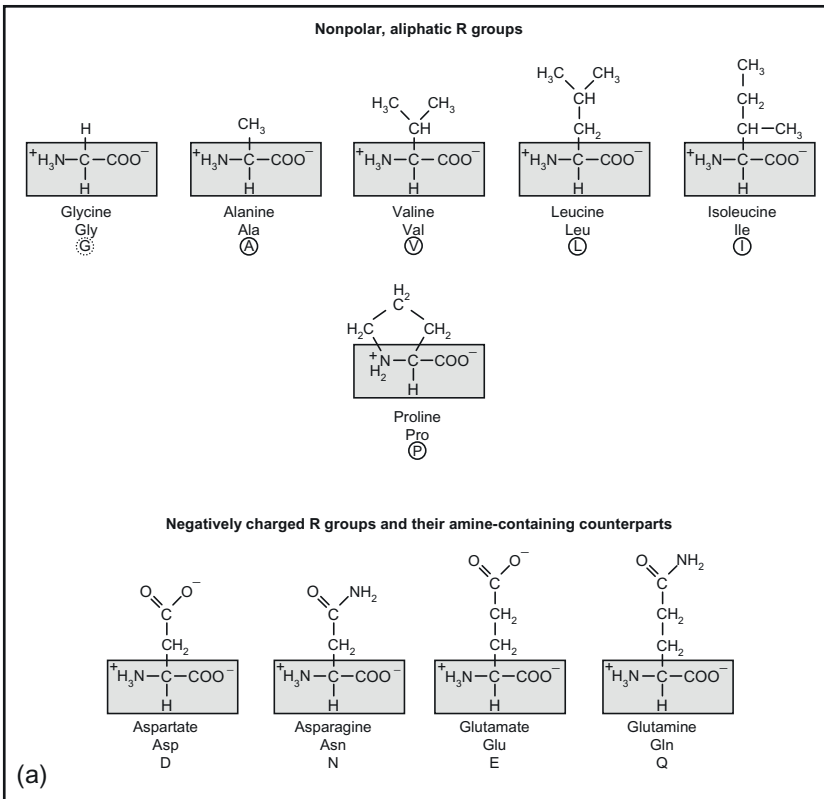 Nonpolar, aliphatic R groups
H
+H₃N–C–COO⁻
H
Glycine
Gly
G
CH₃
+H₃N–C–COO⁻
H
Alanine
Ala
A
H₃C CH₃
CH
+H₃N–C–COO⁻
H
Valine
Val
V
H₃C CH₃
CH
CH₂
+H₃N–C–COO⁻
H
Leucine
Leu
L
CH₃
CH₂
CH–CH₃
+H₃N–C–COO⁻
H
Isoleucine
Ile
I
H₂
C
H₂C CH₂
+N–C–COO⁻
H₂ H
Proline
Pro
P
Negatively charged R groups and their amine-containing counterparts
O O⁻
C
CH₂
+H₃N–C–COO⁻
H
Aspartate
Asp
D
O NH₂
C
CH₂
+H₃N–C–COO⁻
H
Asparagine
Asn
N
O O⁻
C
CH₂
CH₂
+H₃N–C–COO⁻
H
Glutamate
Glu
E
O NH₂
C
CH₂
CH₂
+H₃N–C–COO⁻
H
Glutamine
Gln
Q
(a)